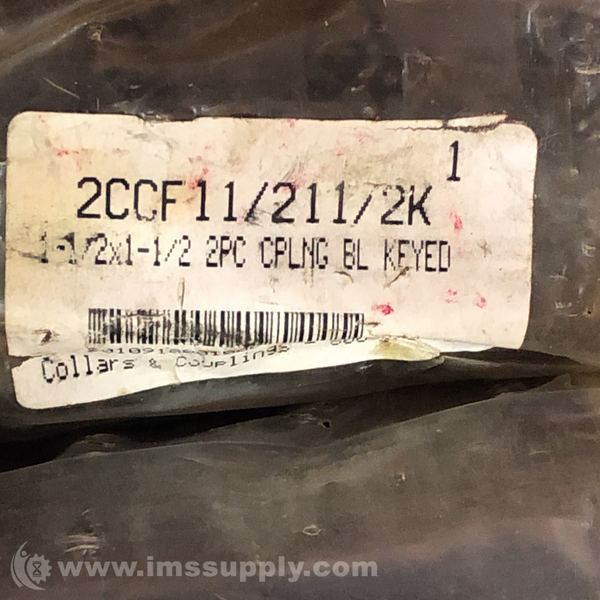 1
2CCF11/211/2K
1-1/2x1-1/2 2PC CPLNG BL KEYED
Collars & Couplings
www.imssupply.com